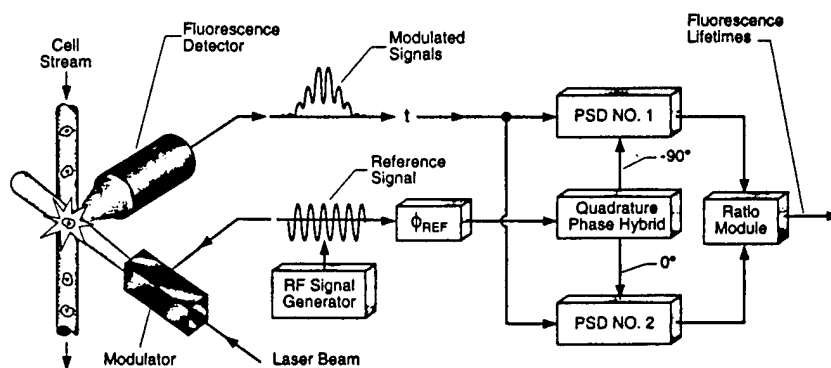 Cell
Stream
Fluorescence
Detector
Modulated
Signals
Fluorescence
Lifetimes
t
PSD NO. 1
-90°
Reference
Signal
ϕREF
Quadrature
Phase Hybrid
Ratio
Module
0°
RF Signal
Generator
PSD NO. 2
Modulator
Laser Beam